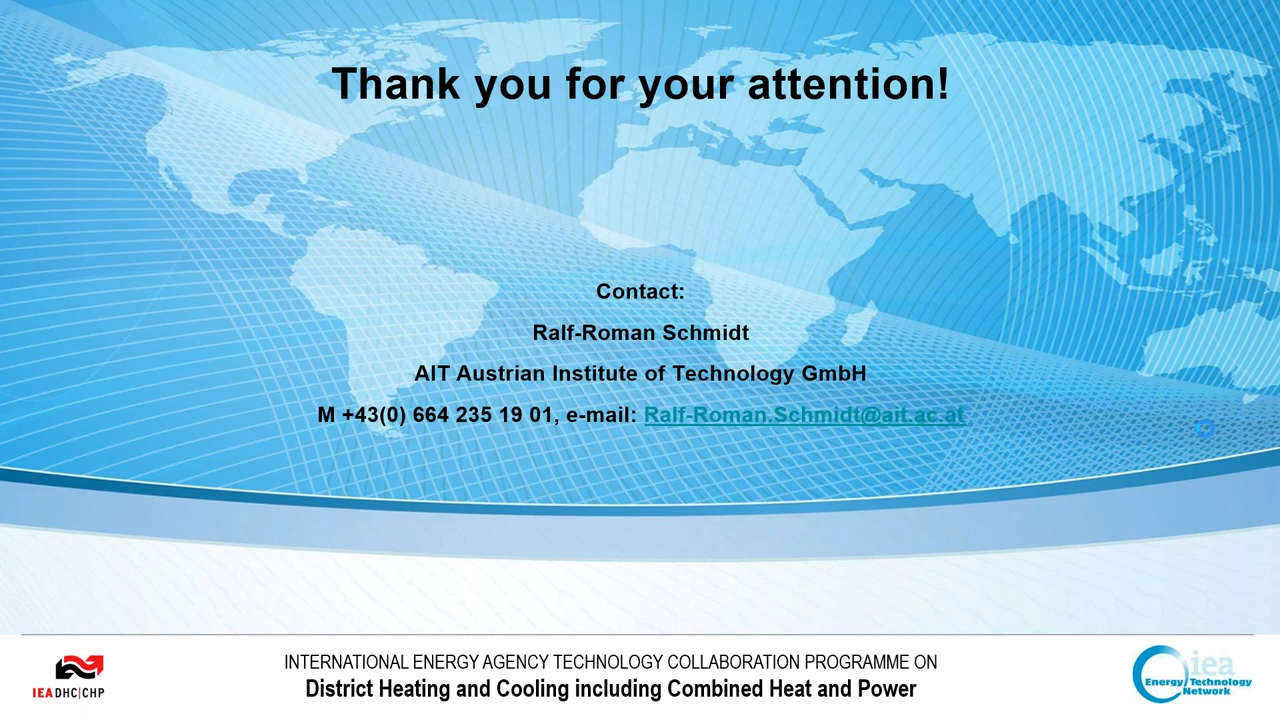 Thank you for your attention!
Contact:
Ralf-Roman Schmidt
AIT Austrian Institute of Technology GmbH
M +43(0) 664 235 19 01, e-mail: Ralf-Roman.Schmidt@ait.ac.at
IEA DHC|CHP
INTERNATIONAL ENERGY AGENCY TECHNOLOGY COLLABORATION PROGRAMME ON
District Heating and Cooling including Combined Heat and Power
iea
Energy Technology
Network